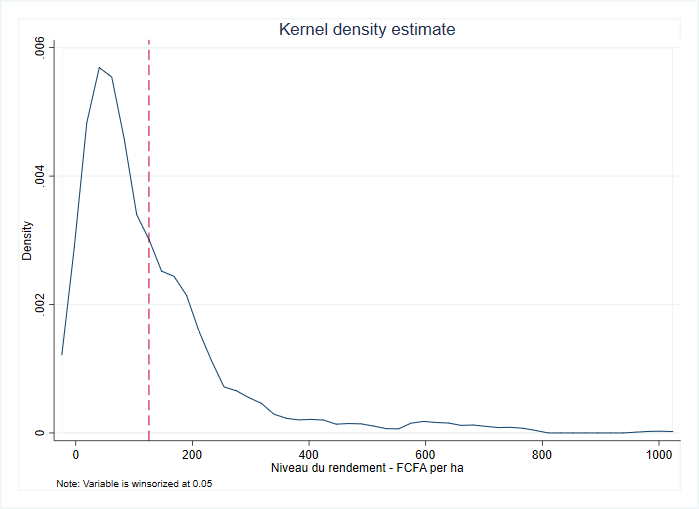 Kernel density estimate
.006
.004
.002
0
Density
0 200 400 600 800 1000
Niveau du rendement - FCFA per ha
Note: Variable is winsorized at 0.05